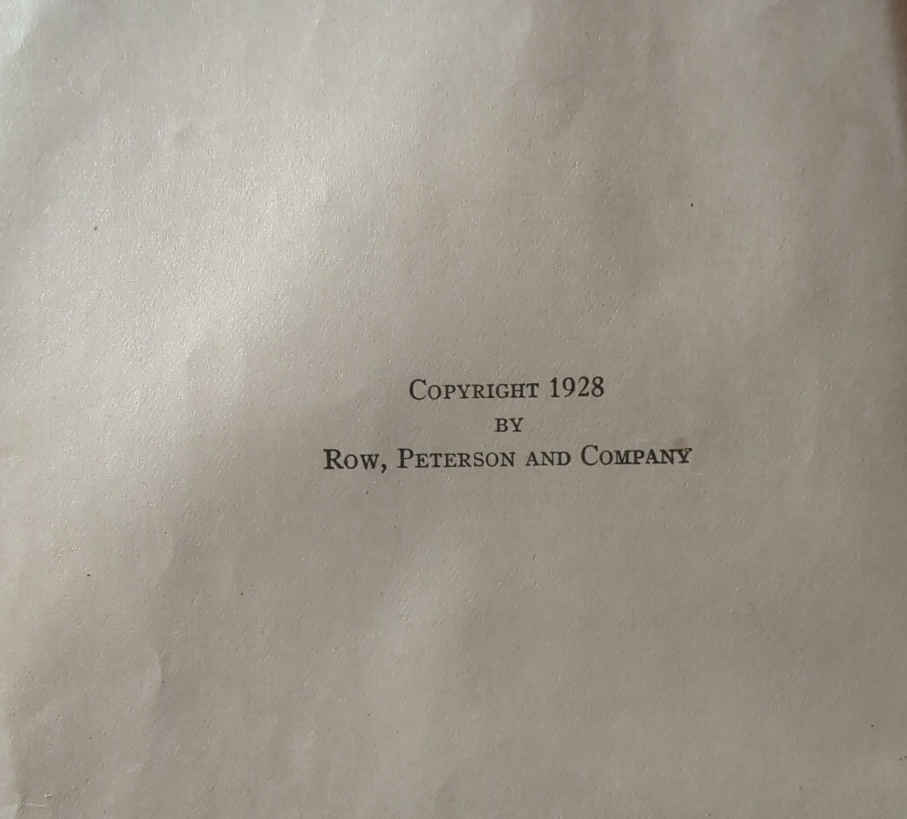 Copyright 1928
by
Row, Peterson and Company